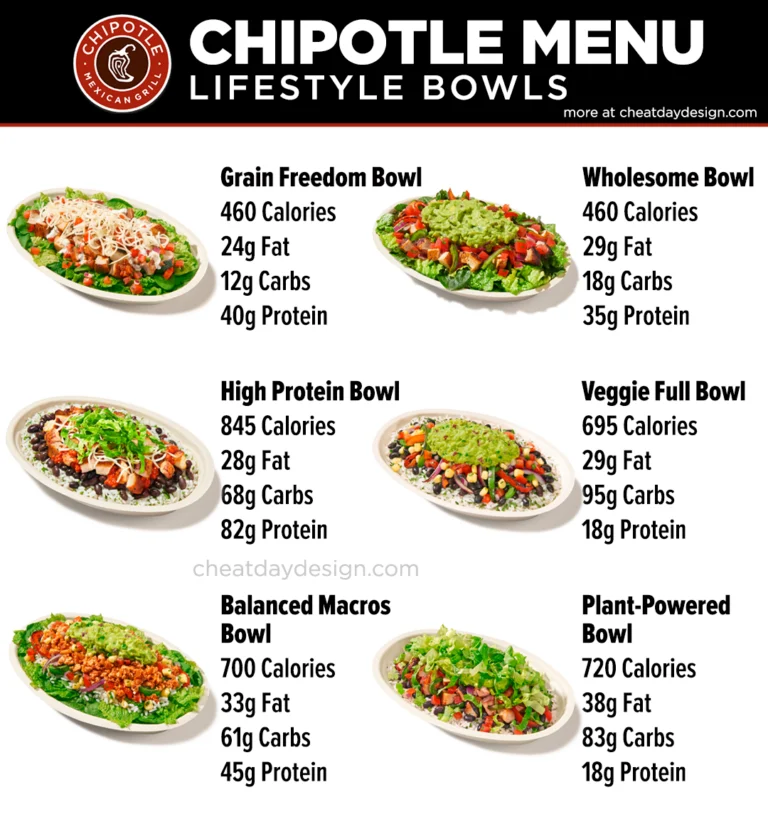 CHIPOTLE
MEXICAN GRILL
CHIPOTLE MENU
LIFESTYLE BOWLS
more at cheatdaydesign.com
Grain Freedom Bowl
460 Calories
24g Fat
12g Carbs
40g Protein
Wholesome Bowl
460 Calories
29g Fat
18g Carbs
35g Protein
High Protein Bowl
845 Calories
28g Fat
68g Carbs
82g Protein
Veggie Full Bowl
695 Calories
29g Fat
95g Carbs
18g Protein
cheatdaydesign.com
Balanced Macros
Bowl
700 Calories
33g Fat
61g Carbs
45g Protein
Plant-Powered
Bowl
720 Calories
38g Fat
83g Carbs
18g Protein